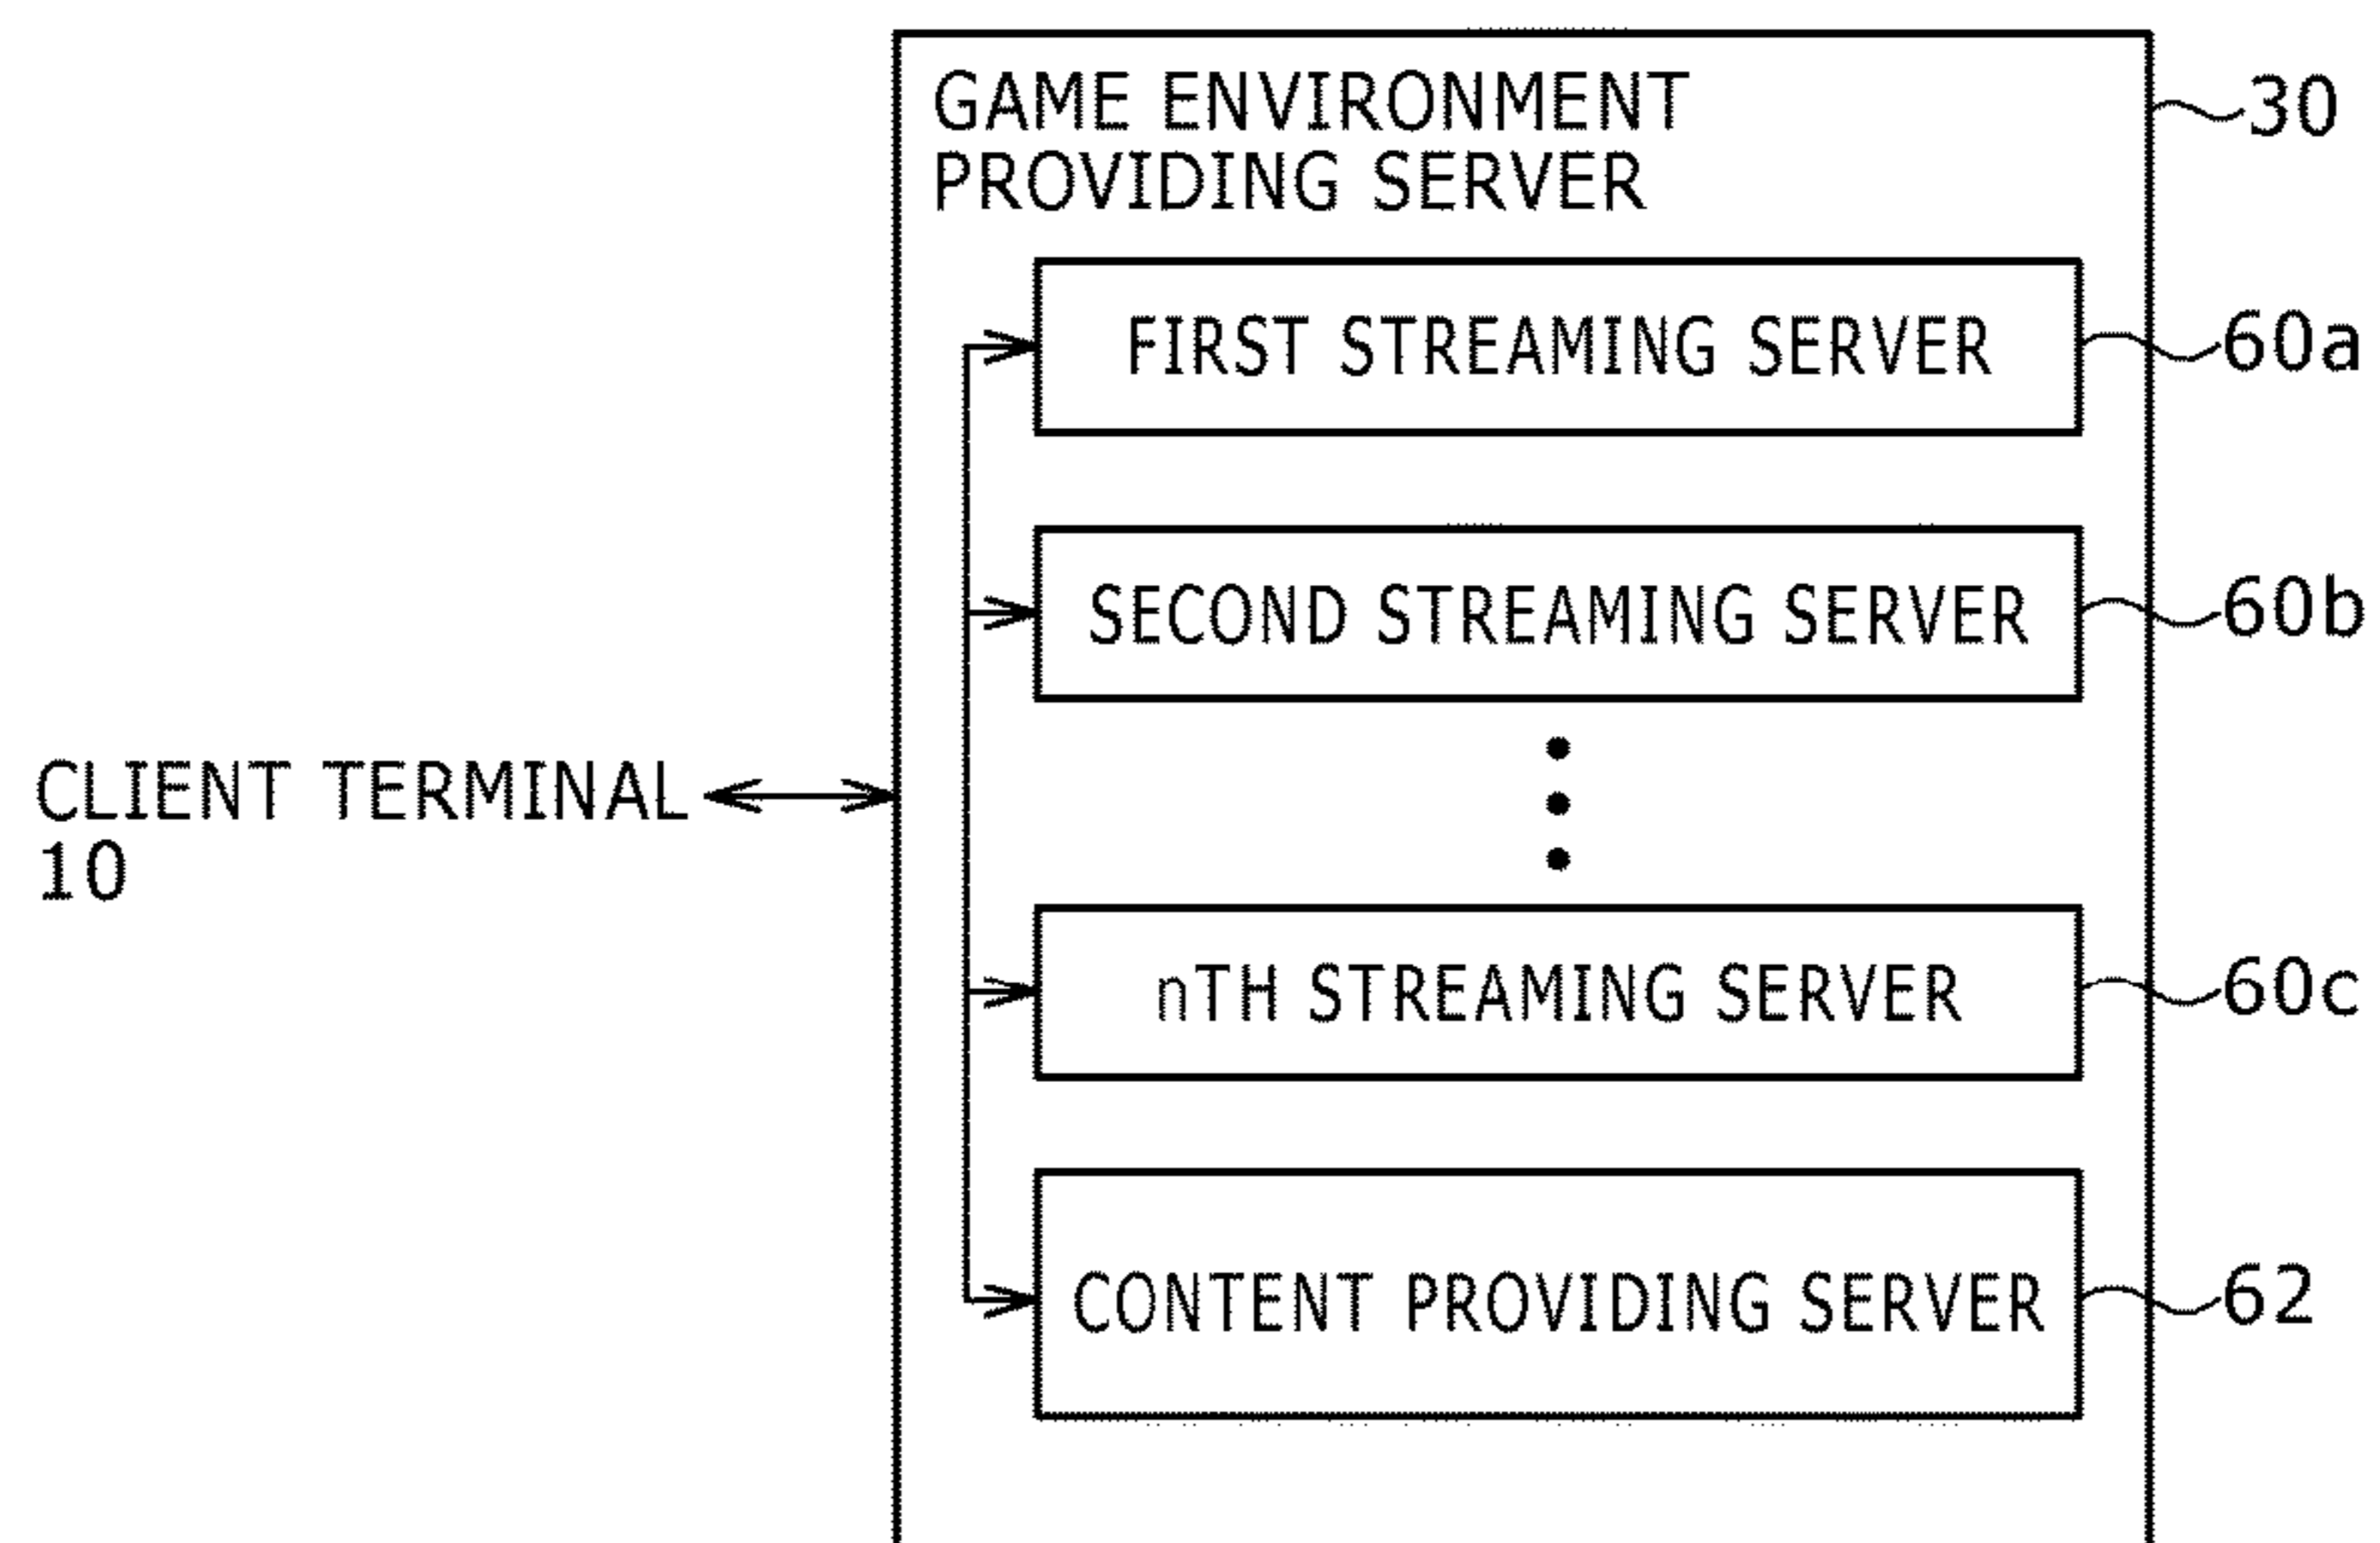 GAME ENVIRONMENT
PROVIDING SERVER
30
FIRST STREAMING SERVER
60a
SECOND STREAMING SERVER
60b
CLIENT TERMINAL
10
nTH STREAMING SERVER
60c
CONTENT PROVIDING SERVER
62